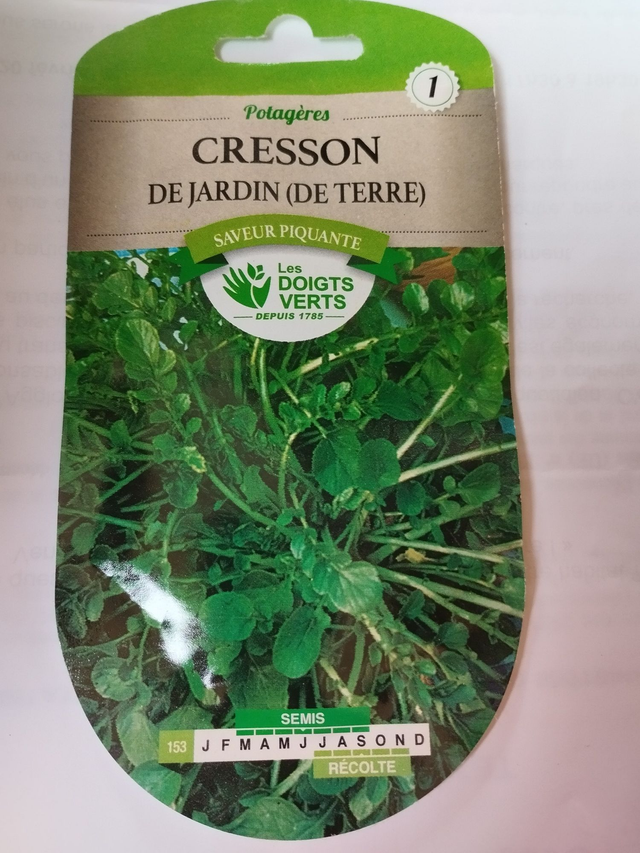 1
Potagères
CRESSON
DE JARDIN (DE TERRE)
SAVEUR PIQUANTE
Les
DOIGTS
VERTS
DEPUIS 1785
SEMIS
153 J F M A M J J A S O N D
RÉCOLTE